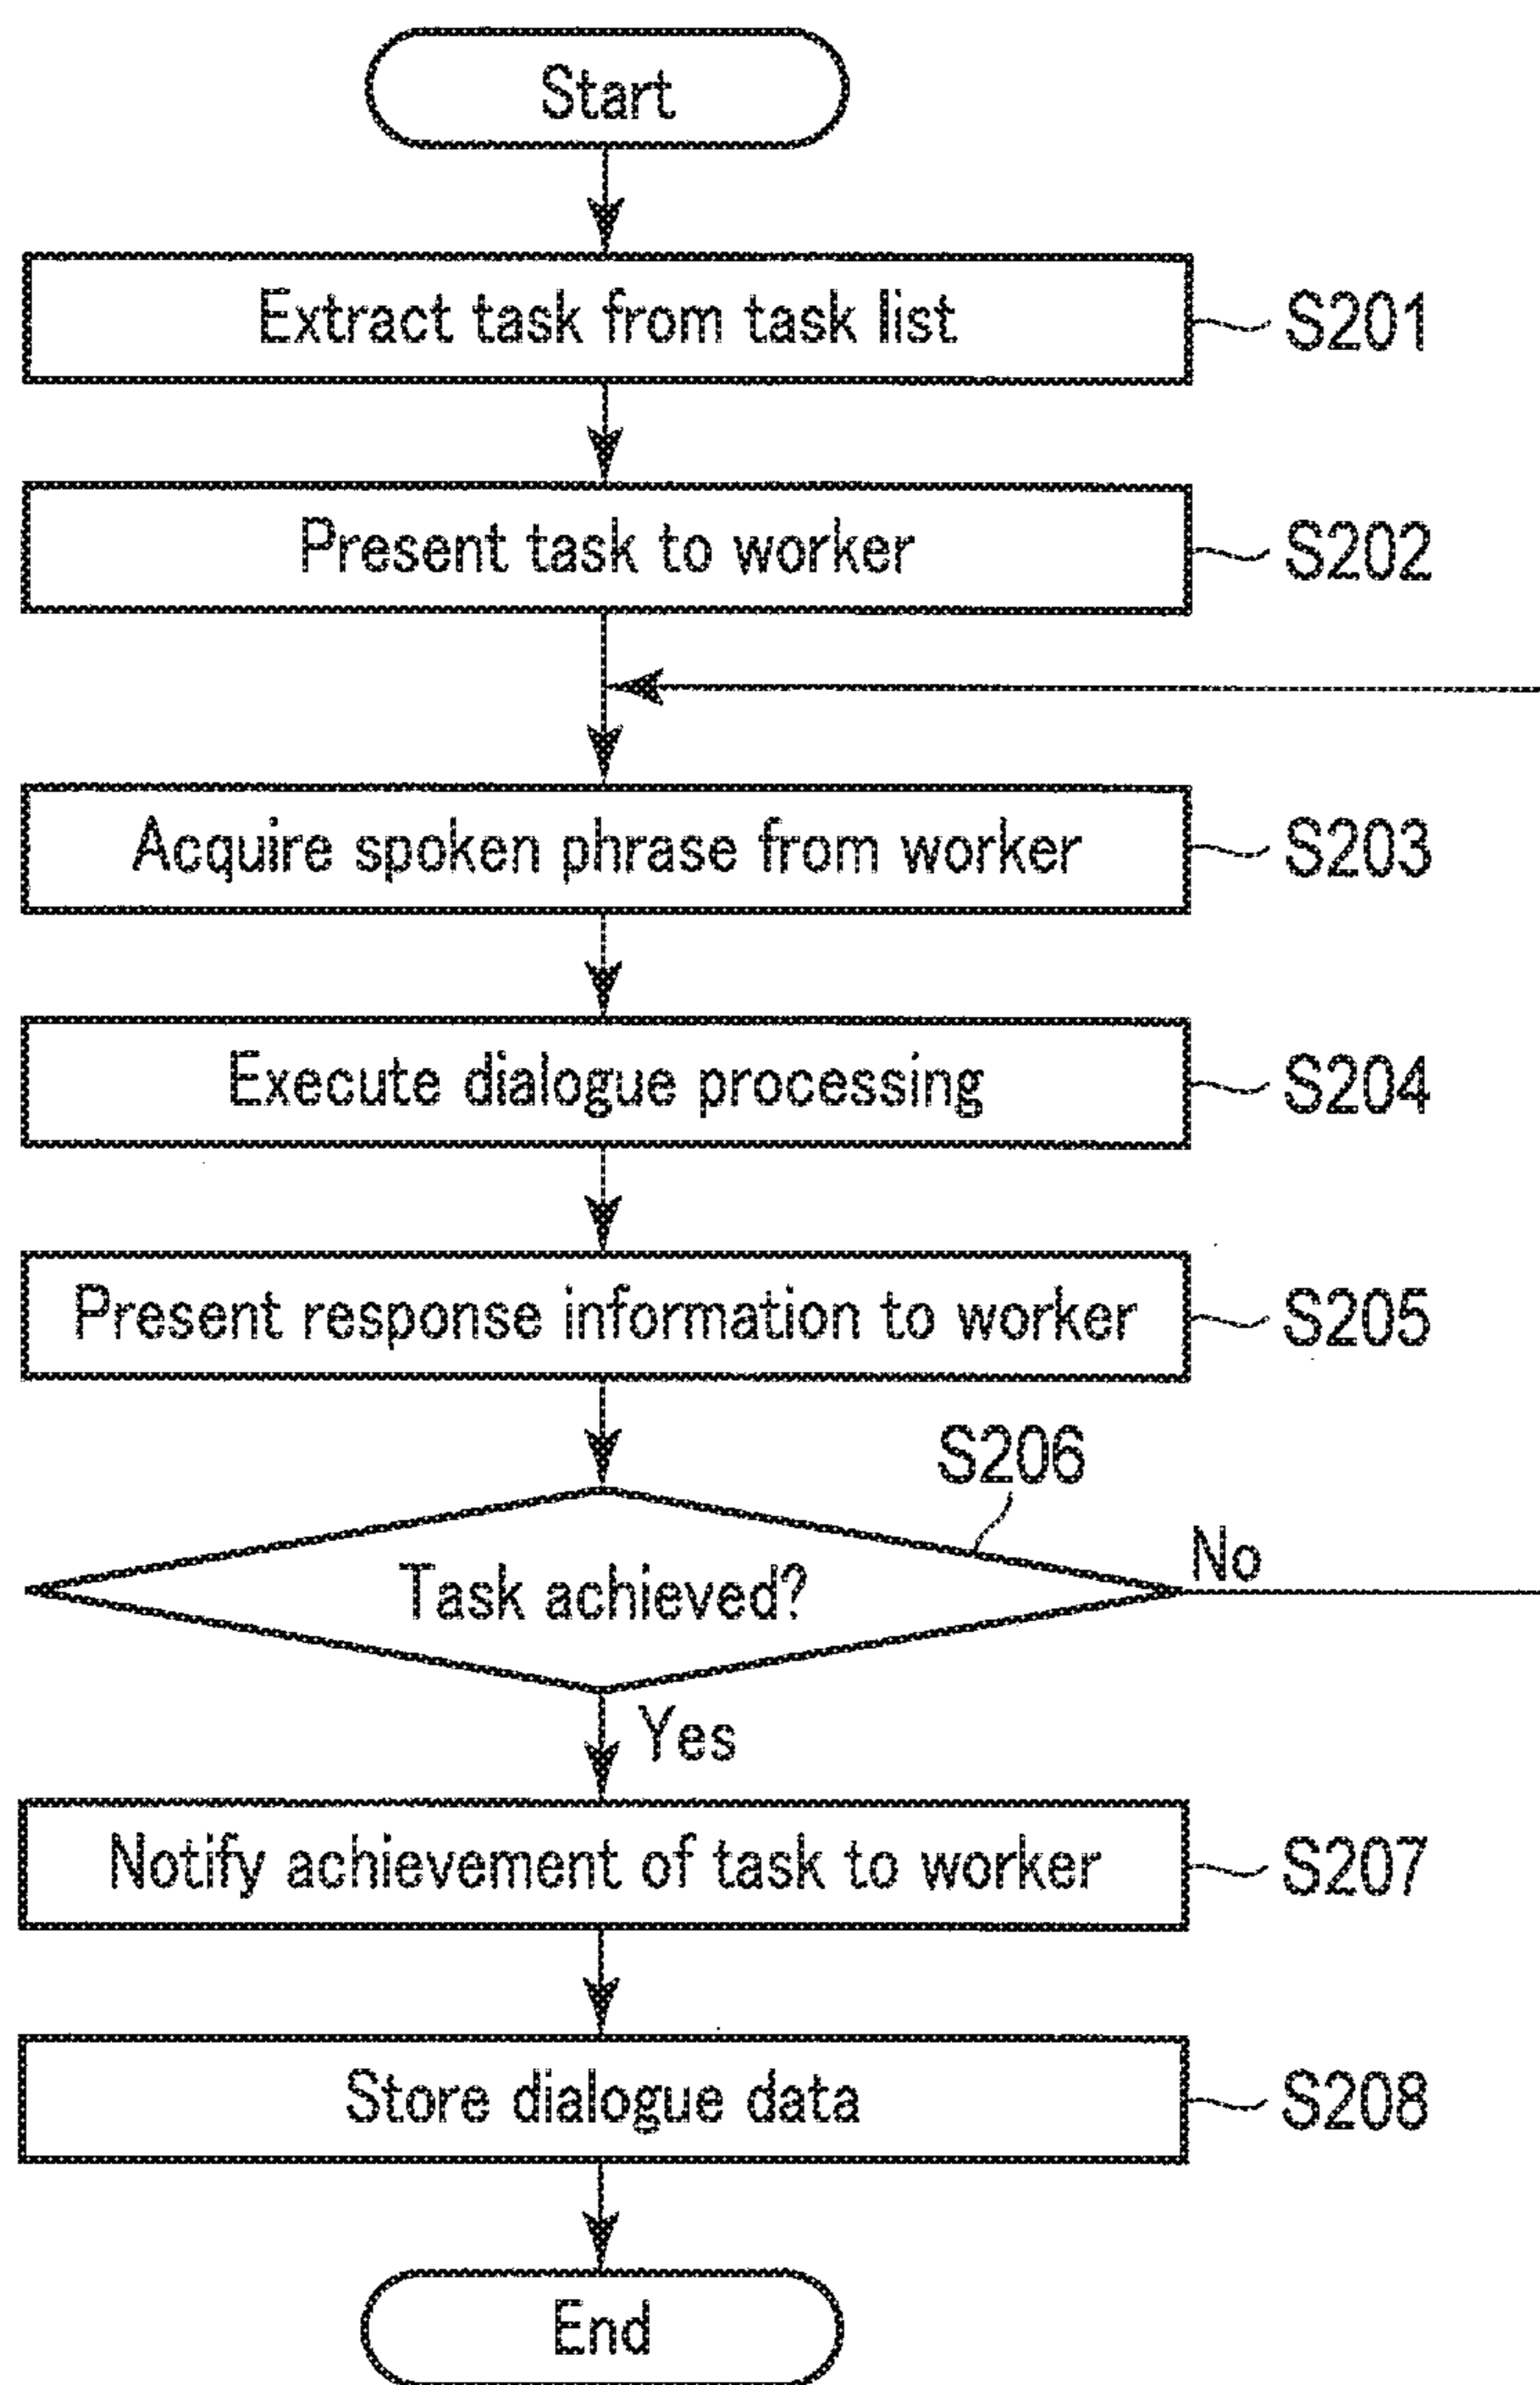 Start
Extract task from task list
S201
Present task to worker
S202
Acquire spoken phrase from worker
S203
Execute dialogue processing
S204
Present response information to worker
S205
S206
Task achieved?
No
Yes
Notify achievement of task to worker
S207
Store dialogue data
S208
End